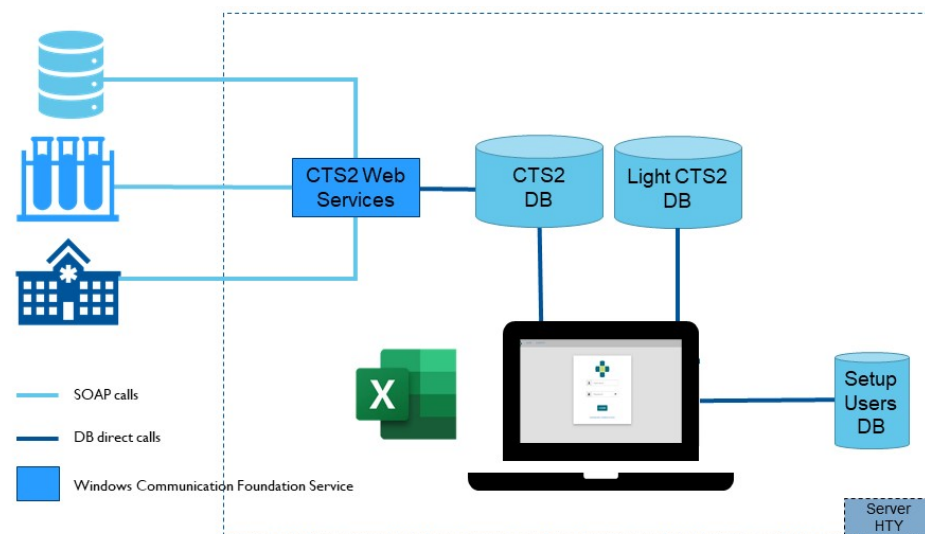 CTS2 Web
Services
CTS2
DB
Light CTS2
DB
X
Setup
Users
DB
SOAP calls
DB direct calls
Windows Communication Foundation Service
Server
HTY